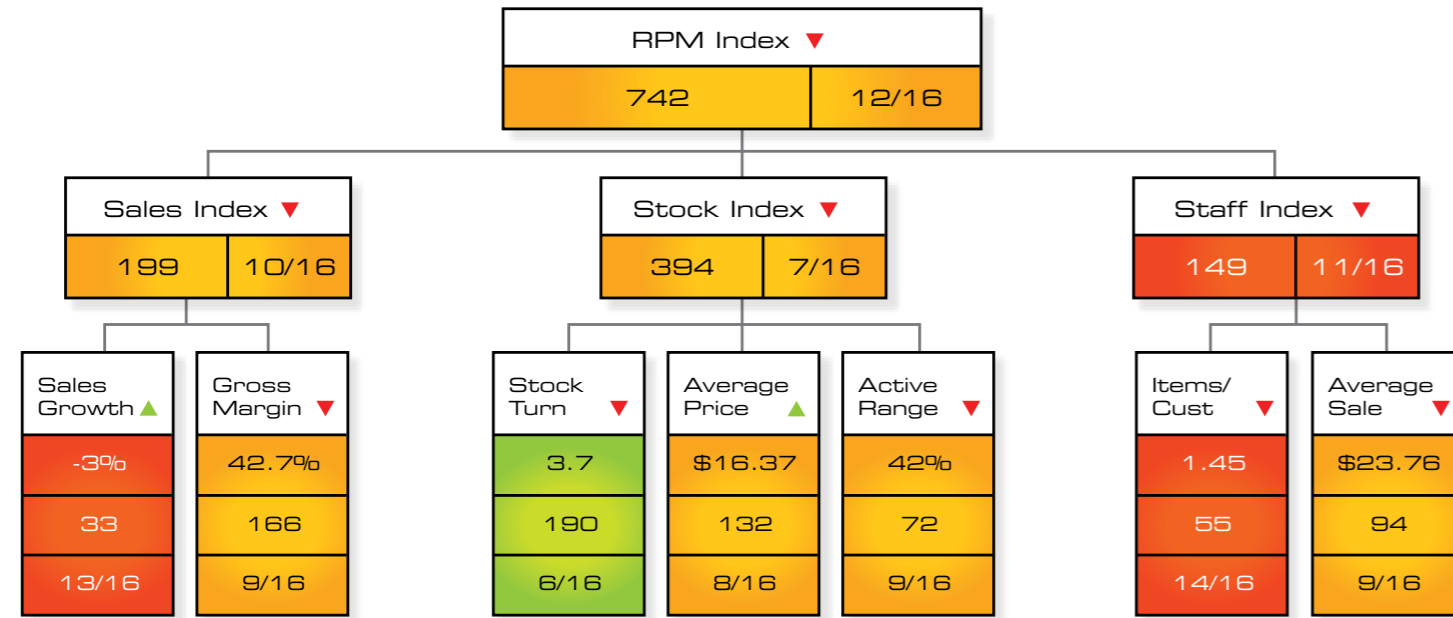 RPM Index
742 12/16
Sales Index
199 10/16
Stock Index
394 7/16
Staff Index
149 11/16
Sales
Growth
-3%
33
13/16
Gross
Margin
42.7%
166
9/16
Stock
Turn
3.7
190
6/16
Average
Price
$16.37
132
8/16
Active
Range
42%
72
9/16
Items/
Cust
1.45
55
14/16
Average
Sale
$23.76
94
9/16